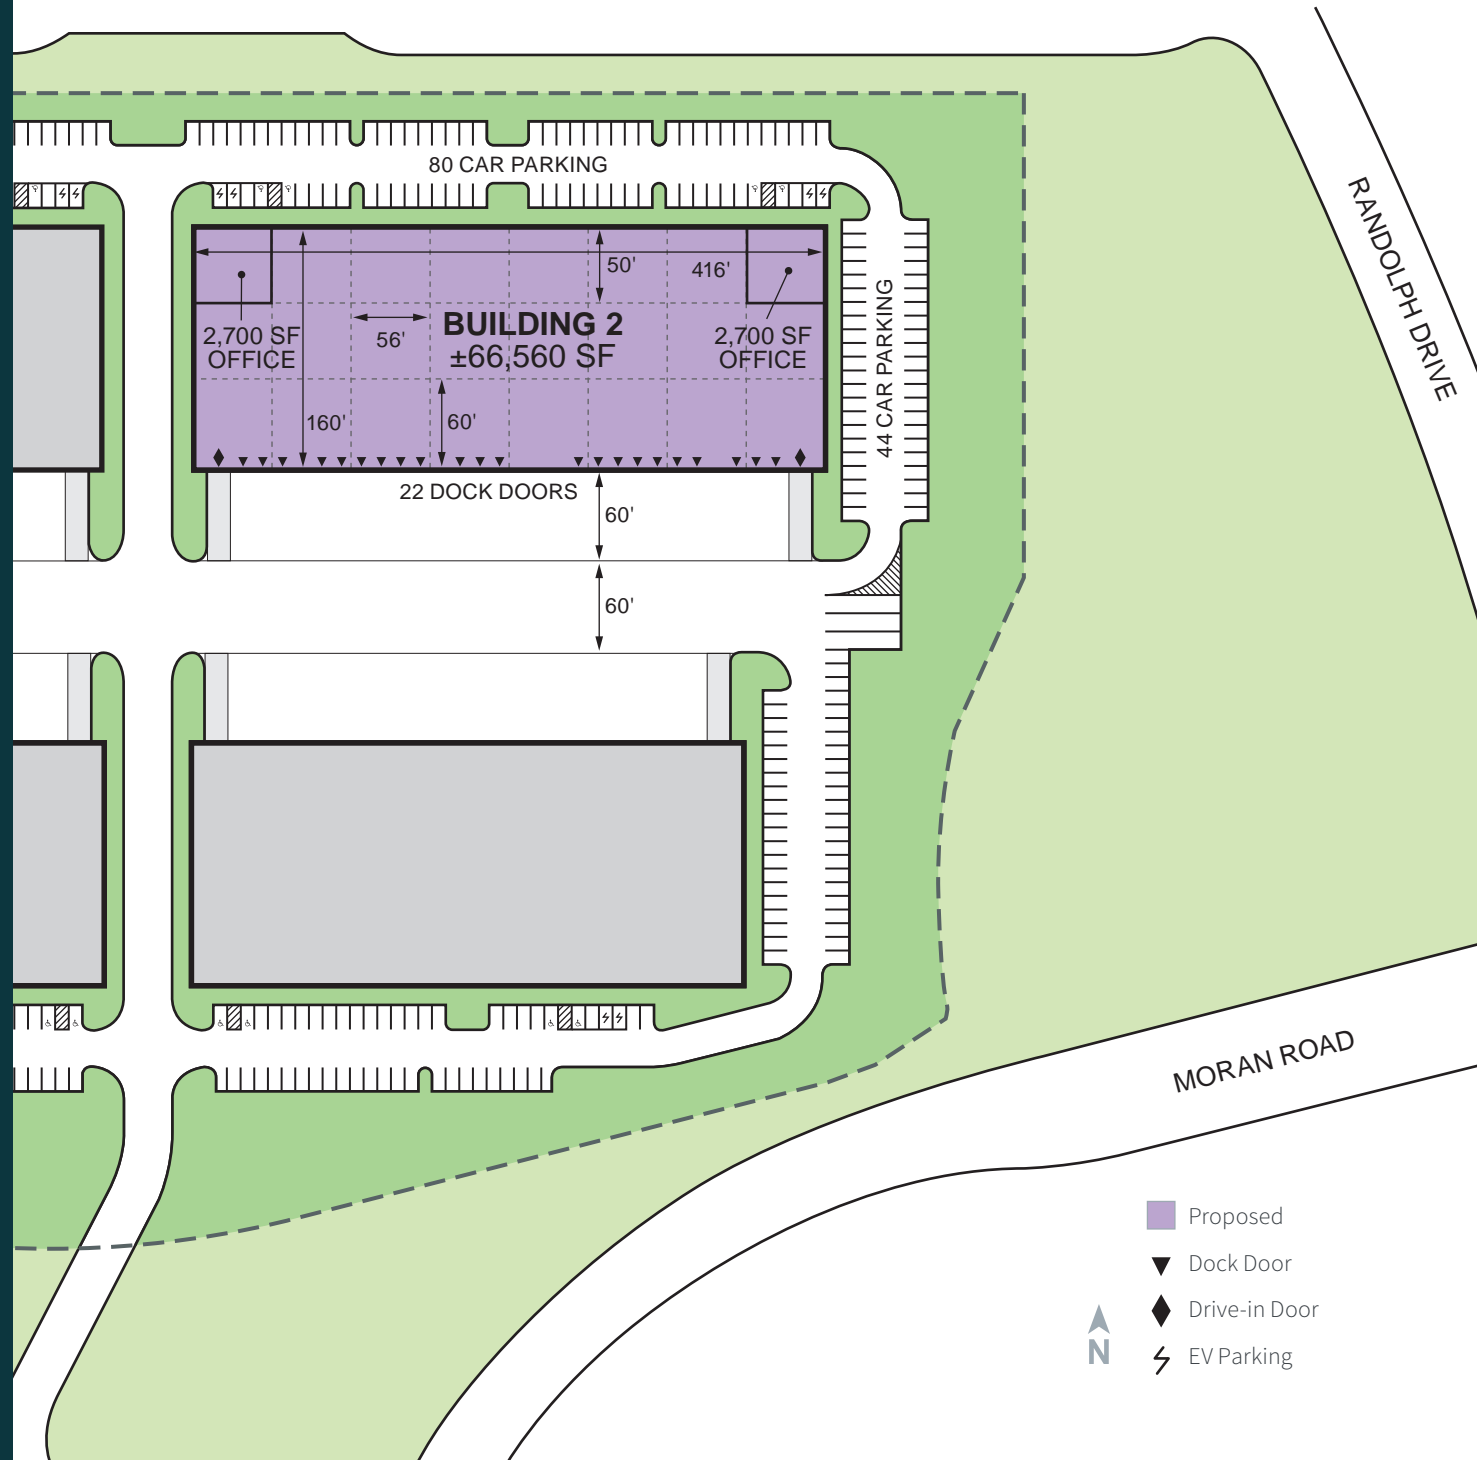 80 CAR PARKING
50'
416'
2,700 SF
OFFICE
56'
BUILDING 2
±66,560 SF
2,700 SF
OFFICE
160'
60'
44 CAR PARKING
22 DOCK DOORS
60'
60'
RANDOLPH DRIVE
MORAN ROAD
Proposed
Dock Door
Drive-in Door
EV Parking
N